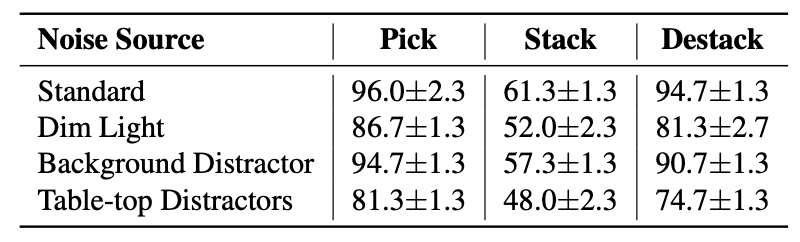 Noise Source Pick Stack Destack
Standard 96.0±2.3 61.3±1.3 94.7±1.3
Dim Light 86.7±1.3 52.0±2.3 81.3±2.7
Background Distractor 94.7±1.3 57.3±1.3 90.7±1.3
Table-top Distractors 81.3±1.3 48.0±2.3 74.7±1.3